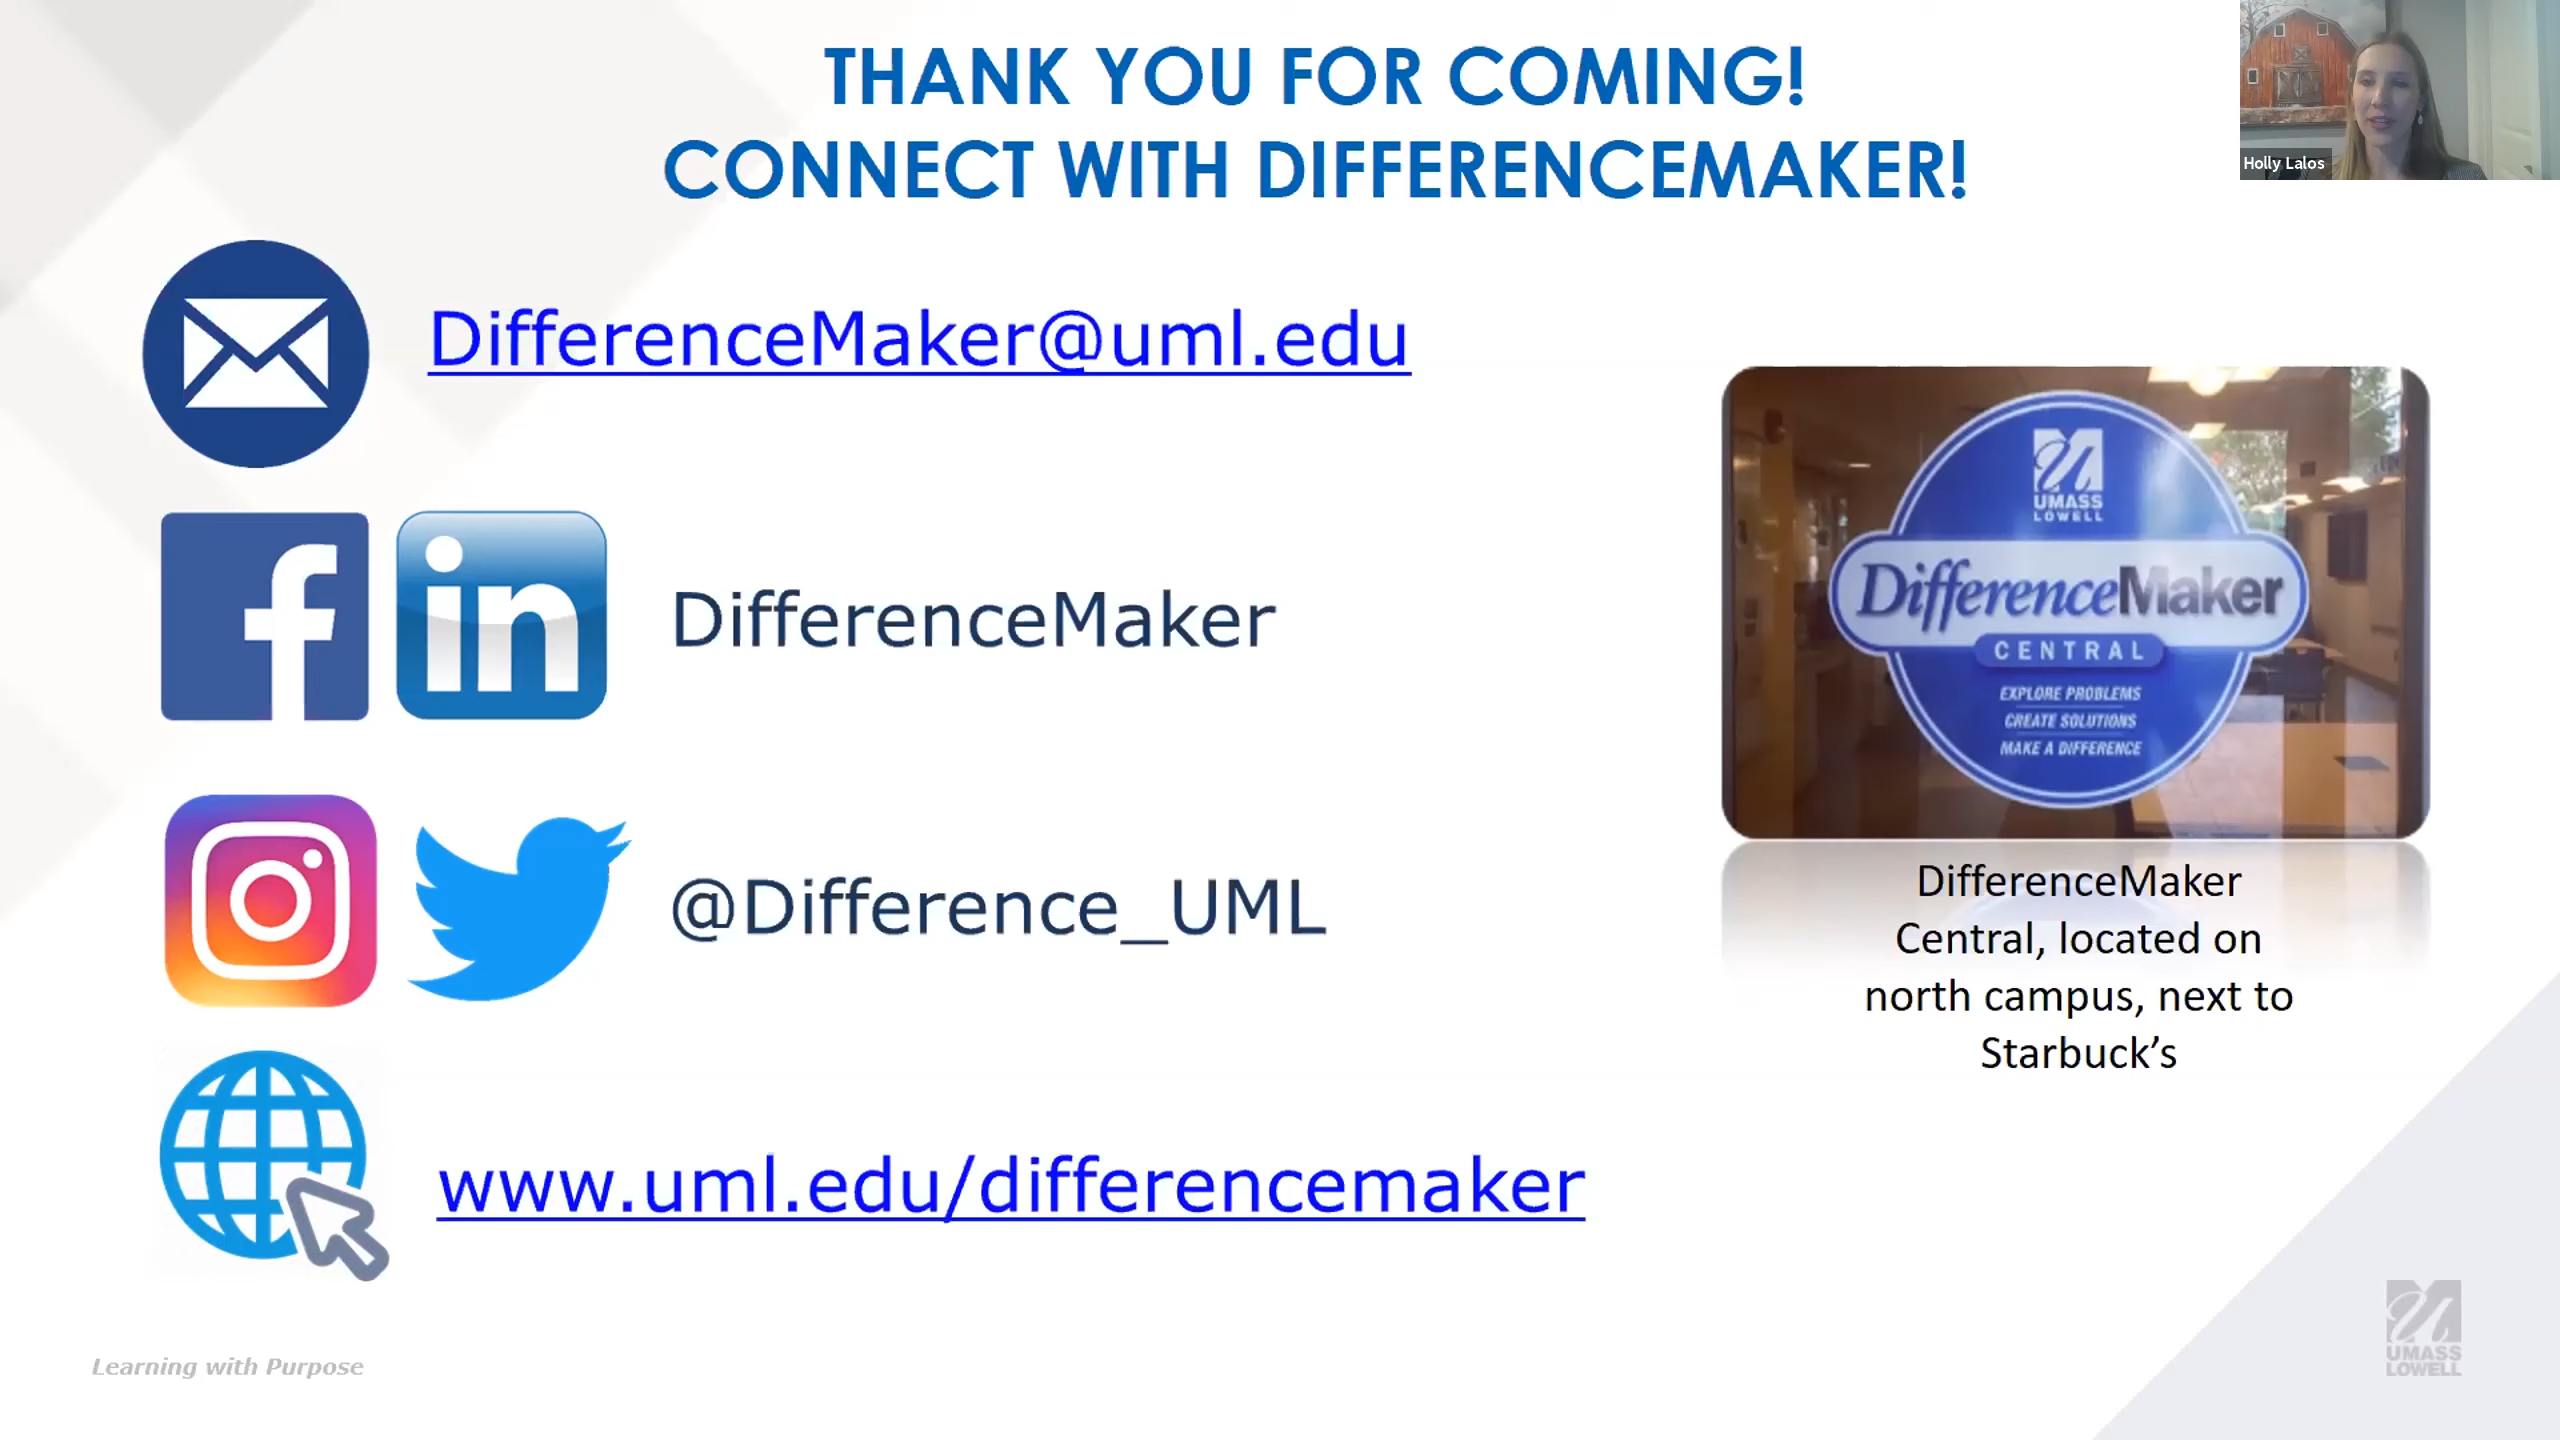 THANK YOU FOR COMING!
CONNECT WITH DIFFERENCEMAKER!
Holly Lalos
DifferenceMaker@uml.edu
in
DifferenceMaker
@Difference_UML
www.uml.edu/differencemaker
UMASS
LOWELL
DifferenceMaker
CENTRAL
EXPLORE PROBLEMS
CREATE SOLUTIONS
MAKE A DIFFERENCE
DifferenceMaker
Central, located on
north campus, next to
Starbuck’s
Learning with Purpose
UMASS
LOWELL